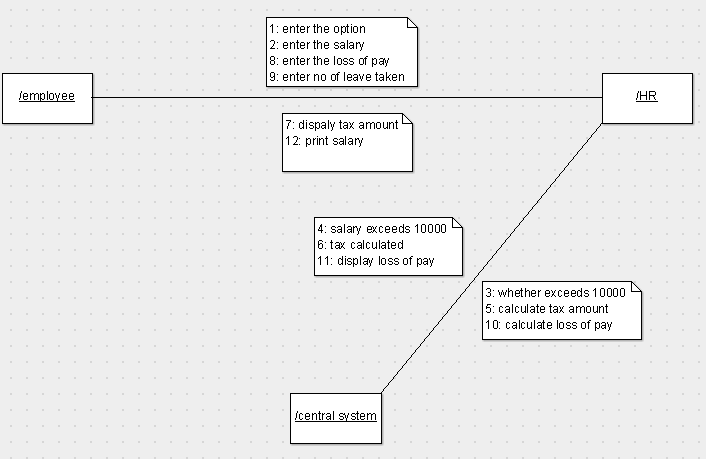 1: enter the option
2: enter the salary
8: enter the loss of pay
9: enter no of leave taken
/employee
/HR
7: dispaly tax amount
12: print salary
4: salary exceeds 10000
6: tax calculated
11: display loss of pay
3: whether exceeds 10000
5: calculate tax amount
10: calculate loss of pay
/central system